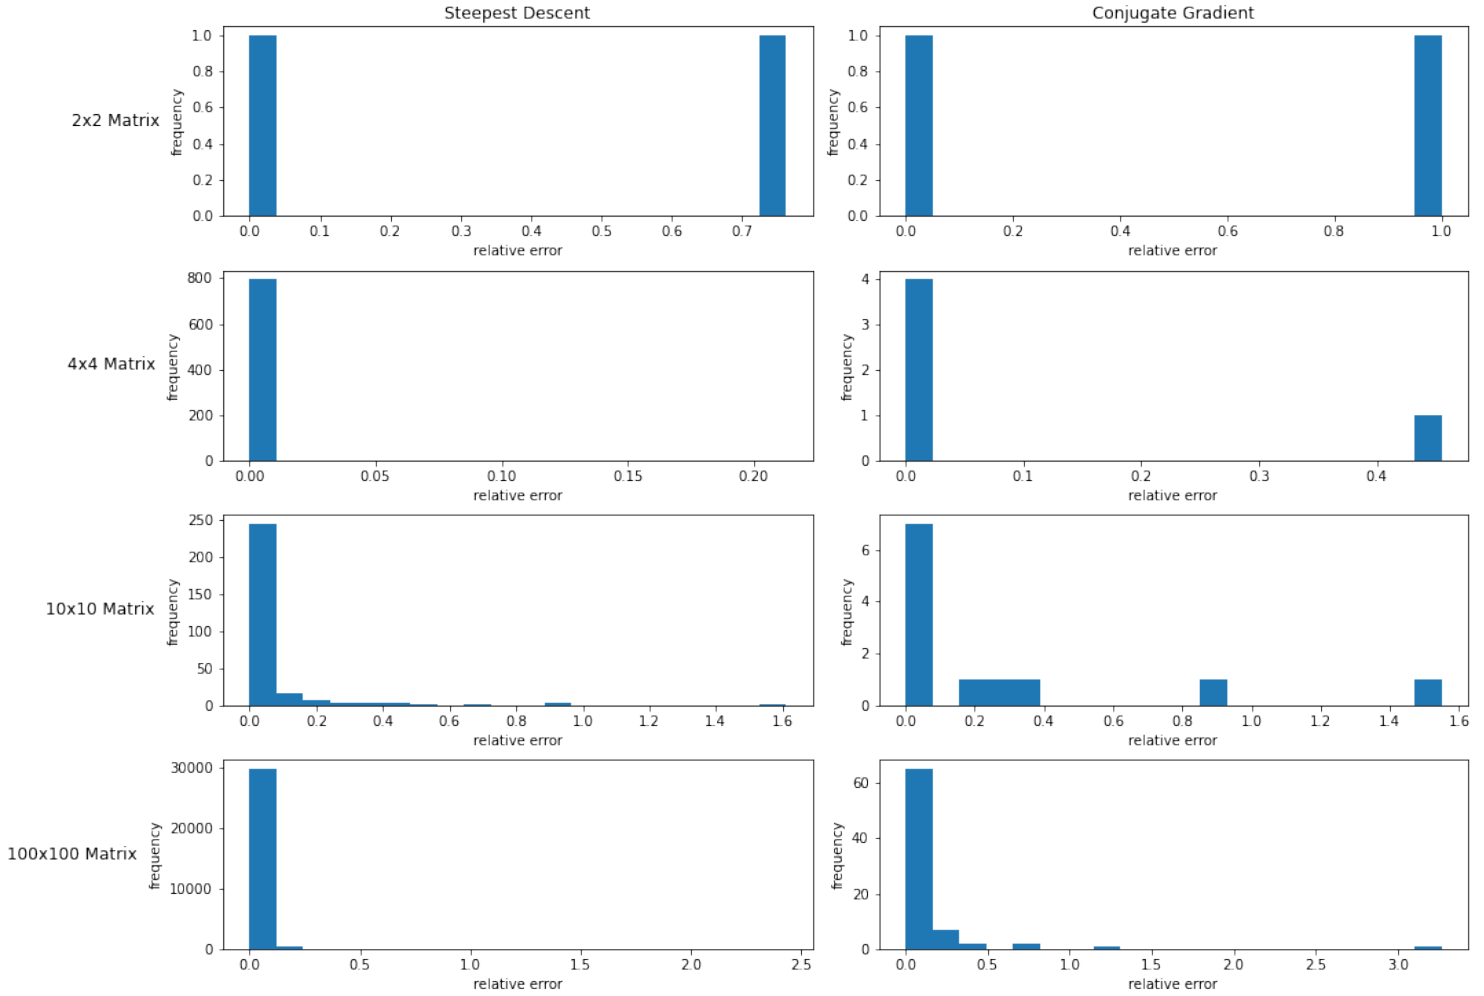 Steepest Descent
Conjugate Gradient
2x2 Matrix
frequency
1.0
0.8
0.6
0.4
0.2
0.0
0.0 0.1 0.2 0.3 0.4 0.5 0.6 0.7
relative error
frequency
1.0
0.8
0.6
0.4
0.2
0.0
0.0 0.2 0.4 0.6 0.8 1.0
relative error
4x4 Matrix
frequency
800
600
400
200
0
0.00 0.05 0.10 0.15 0.20
relative error
frequency
4
3
2
1
0
0.0 0.1 0.2 0.3 0.4
relative error
10x10 Matrix
frequency
250
200
150
100
50
0
0.0 0.2 0.4 0.6 0.8 1.0 1.2 1.4 1.6
relative error
frequency
6
4
2
0
0.0 0.2 0.4 0.6 0.8 1.0 1.2 1.4 1.6
relative error
100x100 Matrix
frequency
30000
20000
10000
0
0.0 0.5 1.0 1.5 2.0 2.5
relative error
frequency
60
40
20
0
0.0 0.5 1.0 1.5 2.0 2.5 3.0
relative error